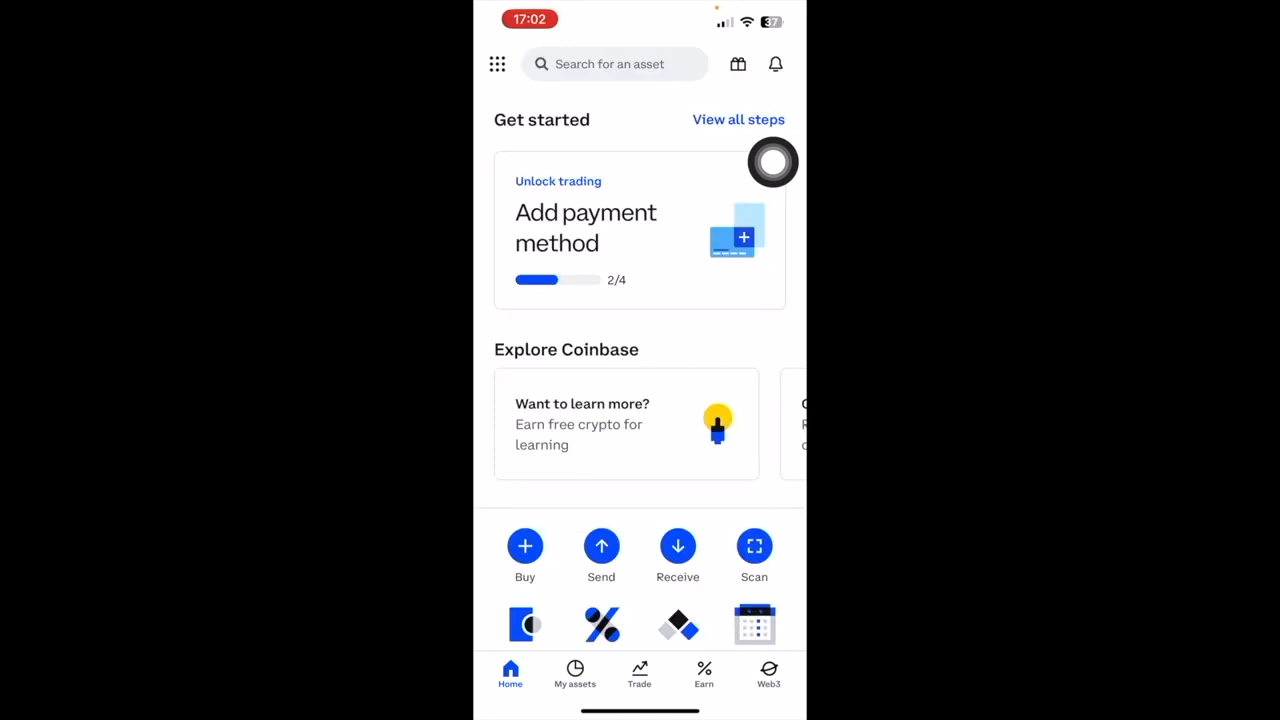 17:02
37
Search for an asset
Get started
View all steps
Unlock trading
Add payment
method
2/4
Explore Coinbase
Want to learn more?
Earn free crypto for
learning
Buy
Send
Receive
Scan
Home
My assets
Trade
Earn
Web3